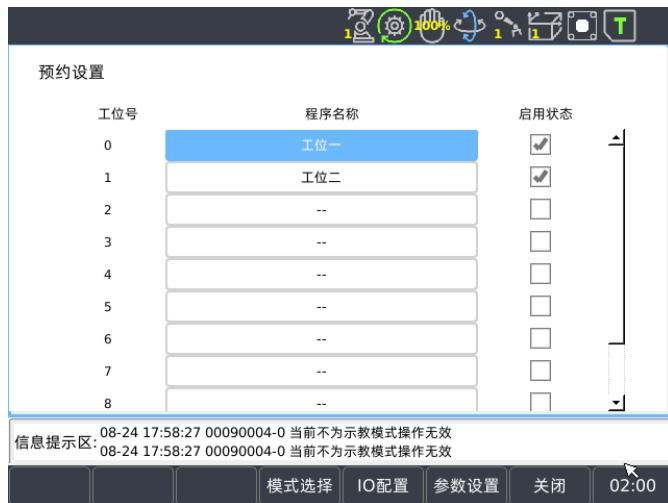 1 100% 1 1 T
预约设置
工位号 程序名称 启用状态
0 工位一
1 工位二
2 --
3 --
4 --
5 --
6 --
7 --
8 --
信息提示区: 08-24 17:58:27 00090004-0 当前不为示教模式操作无效
08-24 17:58:27 00090004-0 当前不为示教模式操作无效
模式选择 IO配置 参数设置 关闭 02:00